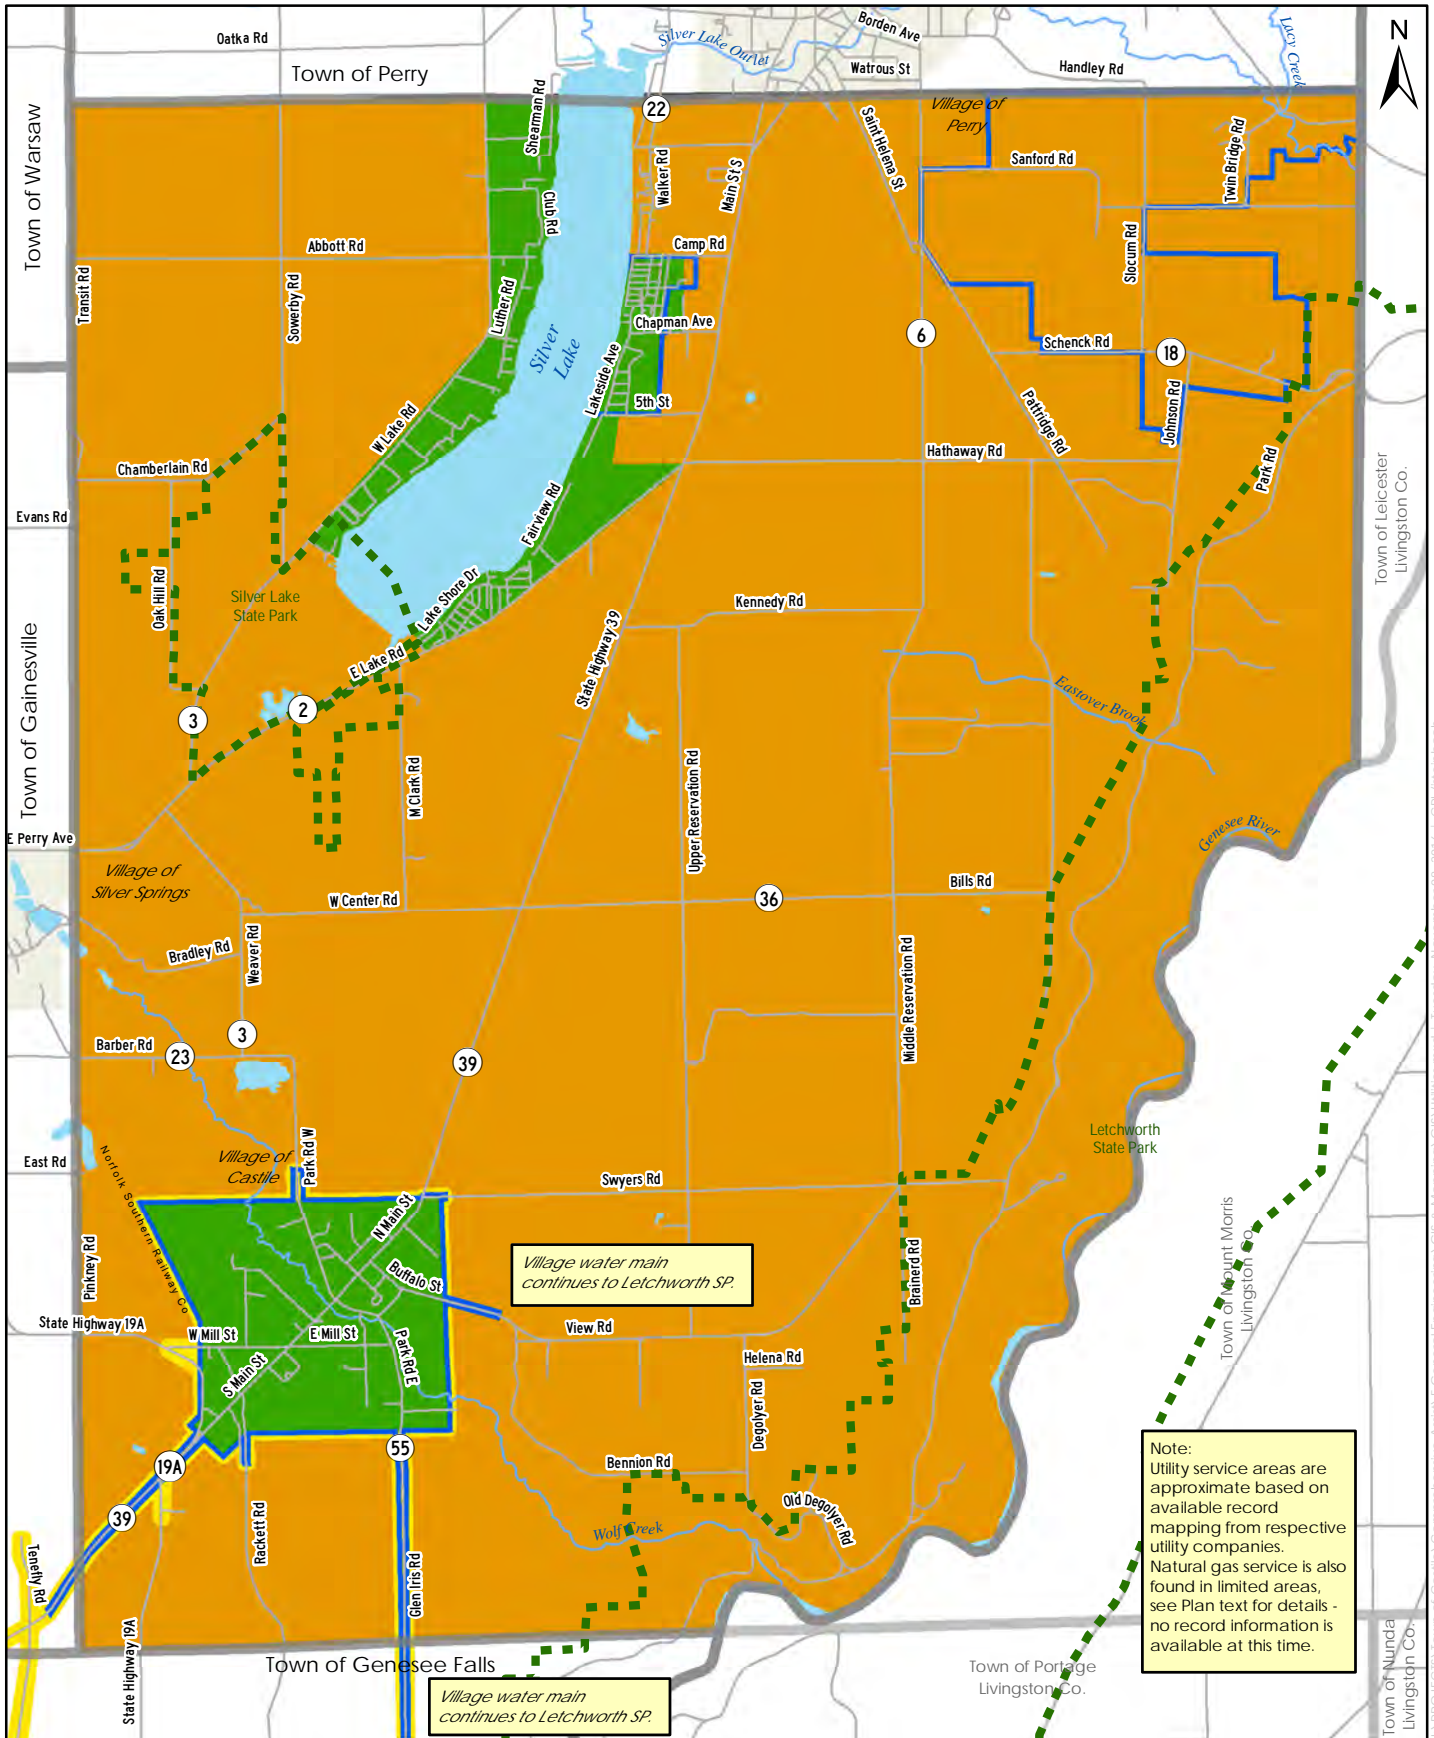 Oatka Rd
Town of Perry
Silver Lake Outlet
Borden Ave
Watrous St
Handley Rd
Lacy Creek
N
Town of Warsaw
Shearman Rd
22
Walker Rd
Main St S
Saint Helena St
Village of
Perry
Sanford Rd
Twin Bridge Rd
Club Rd
Abbott Rd
Camp Rd
Slocum Rd
Transit Rd
Sowerby Rd
Luther Rd
Silver
Lake
Chapman Ave
6
Schenck Rd
18
Lakeside Ave
5th St
W Lake Rd
Pattridge Rd
Johnson Rd
Chamberlain Rd
Hathaway Rd
Park Rd
Evans Rd
Fairview Rd
Town of Leicester
Livingston Co.
Oak Hill Rd
Silver Lake
State Park
Lake Shore Dr
Kennedy Rd
E Lake Rd
State Highway 39
Eastover Brook
Town of Gainesville
3
2
M Clark Rd
Upper Reservation Rd
Genesee River
E Perry Ave
Village of
Silver Springs
W Center Rd
36
Bills Rd
Bradley Rd
Weaver Rd
Middle Reservation Rd
3
Barber Rd
23
39
Letchworth
State Park
East Rd
Norfolk Southern Railway Co
Village of
Castile
Park Rd W
Swyers Rd
N Main St
Town of Mount Morris
Livingston Co.
Pinkney Rd
Buffalo St
Village water main
continues to Letchworth SP.
Brainerd Rd
State Highway 19A
W Mill St
E Mill St
View Rd
Park Rd E
Helena Rd
S Main St
Degolyer Rd
55
19A
Bennion Rd
39
Old Degolyer Rd
Wolf Creek
Rackett Rd
Tenefly Rd
Glen Iris Rd
Note:
Utility service areas are
approximate based on
available record
mapping from respective
utility companies.
Natural gas service is also
found in limited areas,
see Plan text for details -
no record information is
available at this time.
State Highway 19A
Town of Genesee Falls
Town of Portage
Livingston Co.
Town of Nunda
Livingston Co.
Village water main
continues to Letchworth SP.